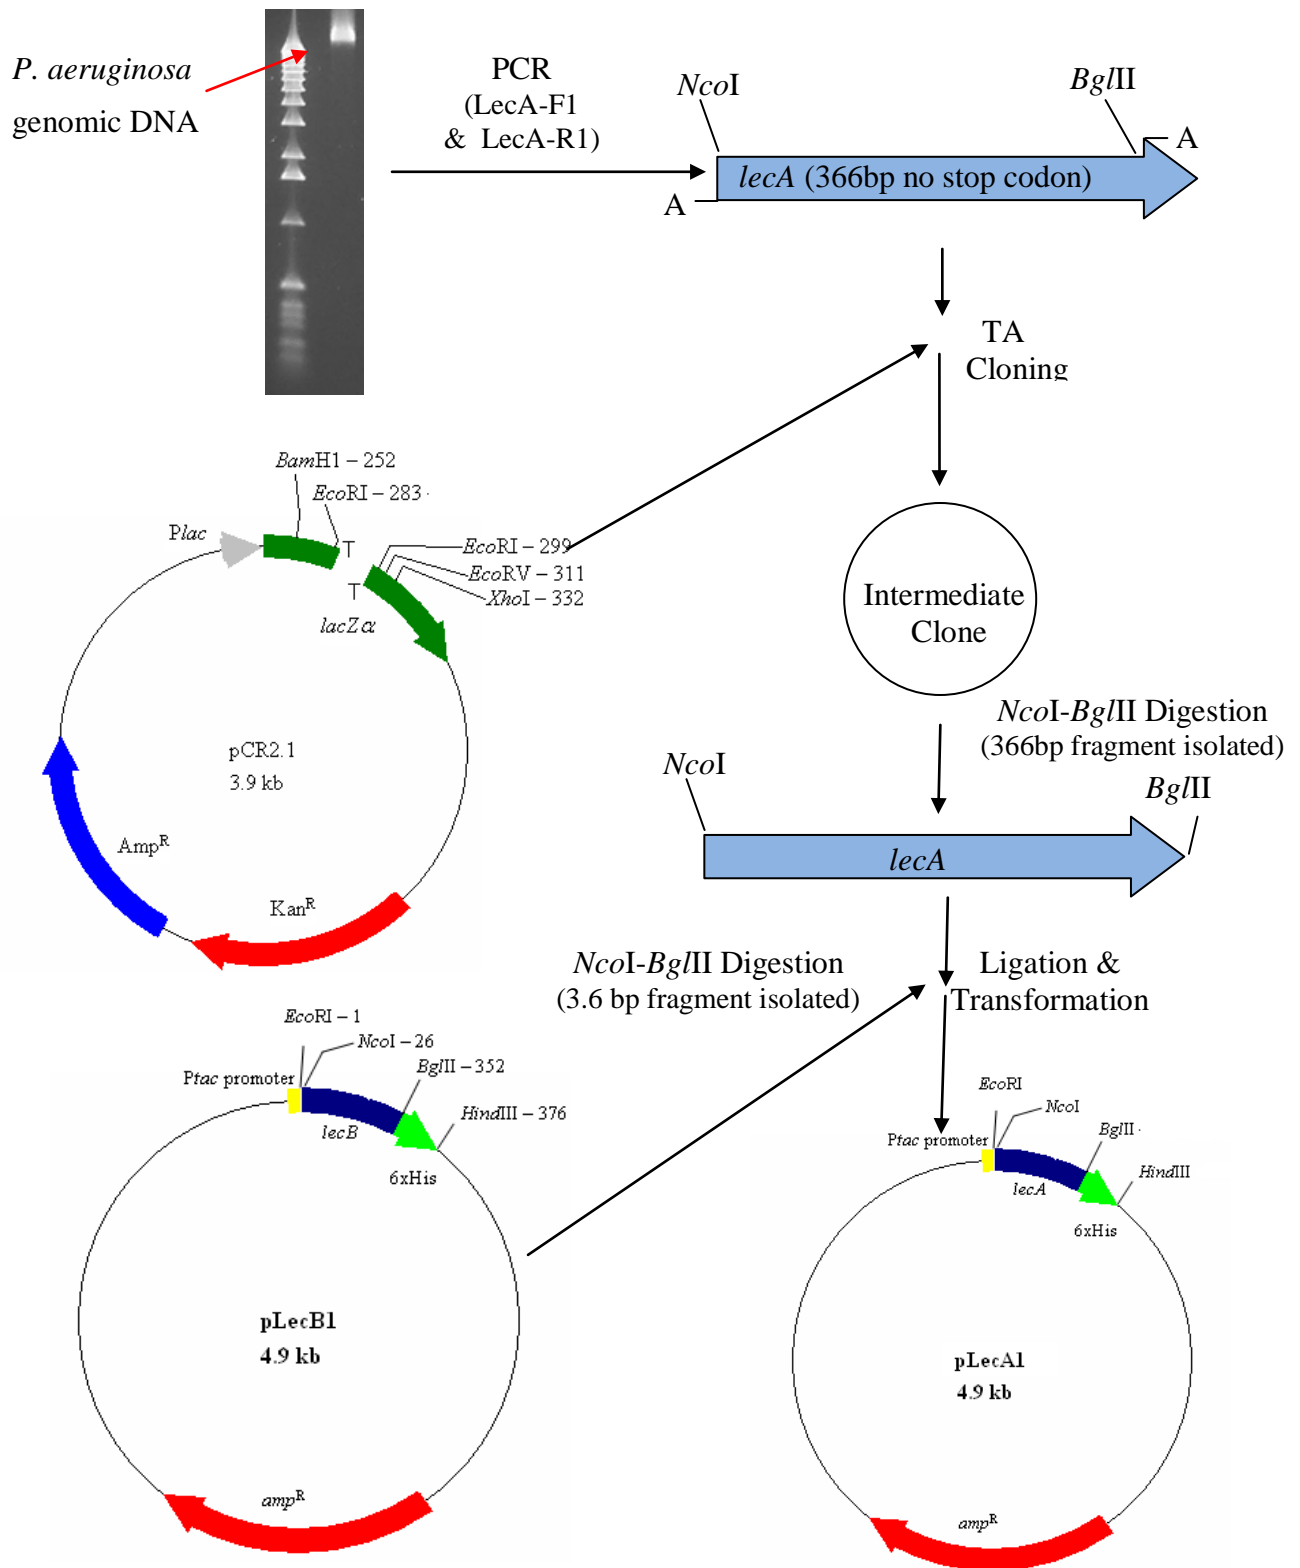 P. aeruginosa
genomic DNA
PCR
(LecA-F1
& LecA-R1)
NcoI
BglII
A
lecA (366bp no stop codon)
A
TA
Cloning
BamH1 – 252
EcoRI – 283
Plac
T
T
EcoRI – 299
EcoRV – 311
XhoI – 332
lacZ α
pCR2.1
3.9 kb
AmpR
KanR
Intermediate
Clone
NcoI-BglII Digestion
(366bp fragment isolated)
NcoI
BglII
lecA
NcoI-BglII Digestion
(3.6 bp fragment isolated)
Ligation &
Transformation
EcoRI – 1
NcoI – 26
BglII – 352
Ptac promoter
HindIII – 376
lecB
6xHis
pLecB1
4.9 kb
ampR
EcoRI
NcoI
BglII
Ptac promoter
HindIII
lecA
6xHis
pLecA1
4.9 kb
ampR